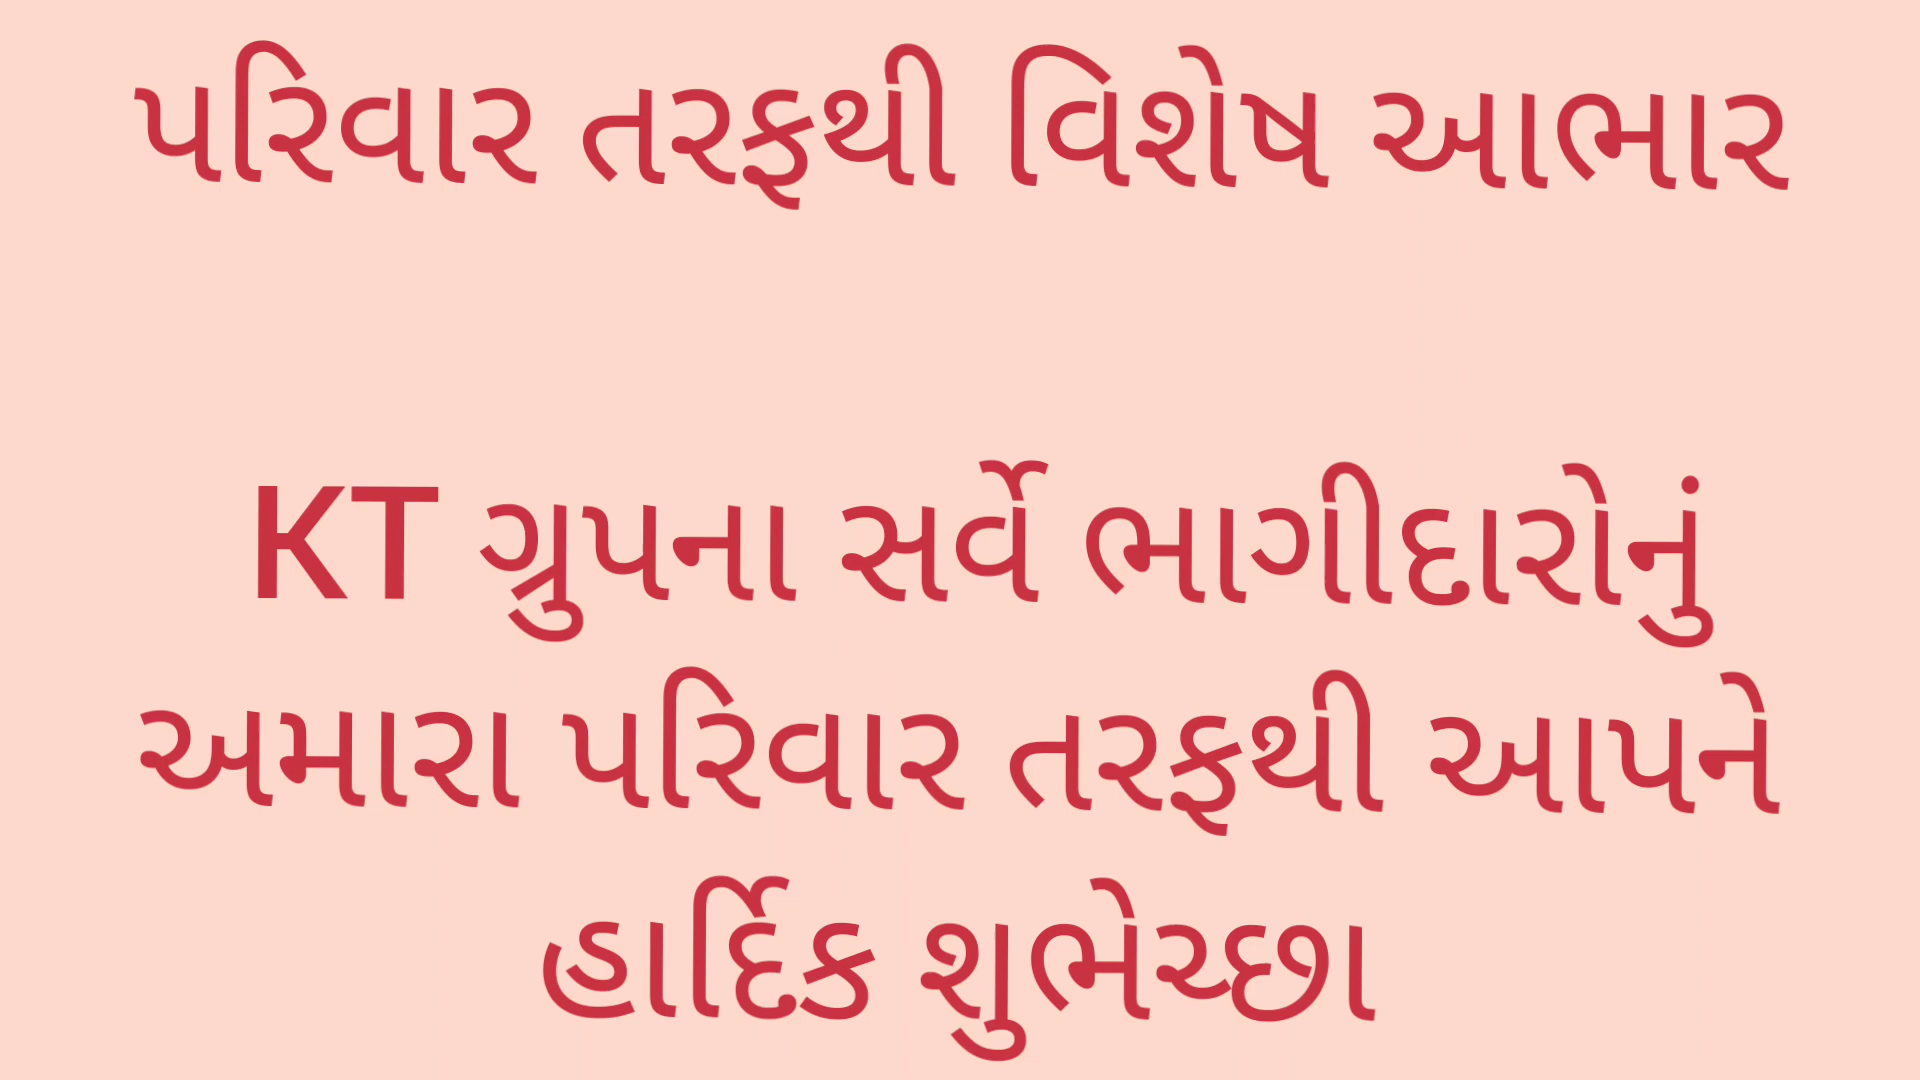 પરિવાર તરફથી વિશેષ આભાર
KT ગ્રુપના સર્વે ભાગીદારોનું
અમારા પરિવાર તરફથી આપને
હાર્દિક શુભેચ્છા